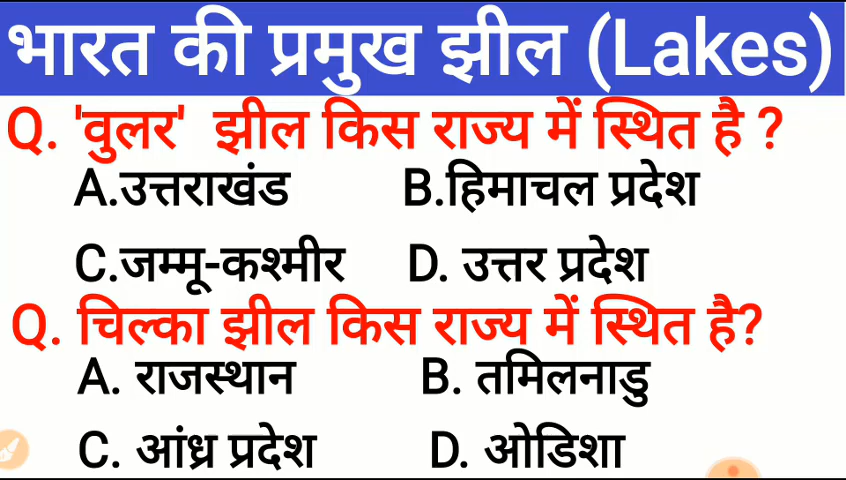 भारत की प्रमुख झील (Lakes)
Q. 'वुलर' झील किस राज्य में स्थित है ?
A.उत्तराखंड B.हिमाचल प्रदेश
C.जम्मू-कश्मीर D. उत्तर प्रदेश
Q. चिल्का झील किस राज्य में स्थित है?
A. राजस्थान B. तमिलनाडु
C. आंध्र प्रदेश D. ओडिशा